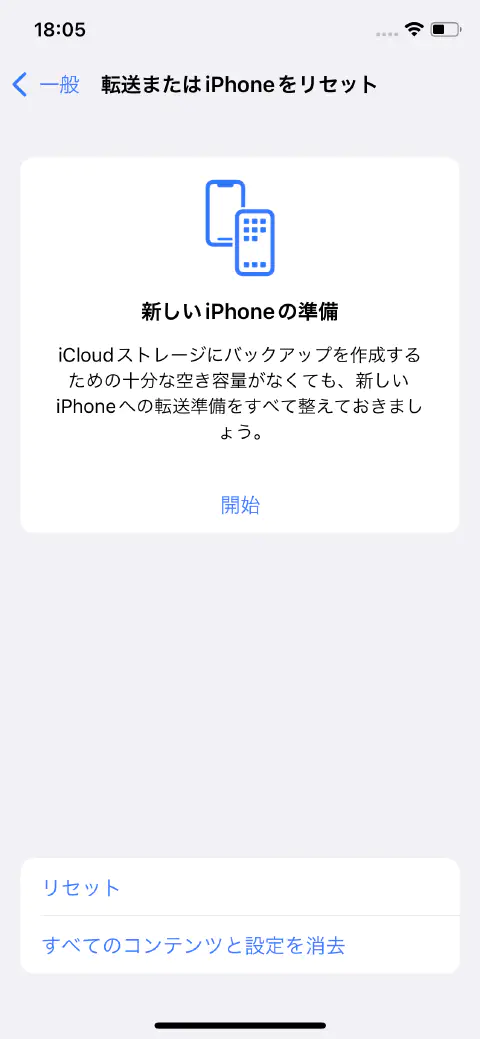 18:05
一般 転送またはiPhoneをリセット
新しいiPhoneの準備
iCloudストレージにバックアップを作成する
ための十分な空き容量がなくても、新しい
iPhoneへの転送準備をすべて整えておきまし
ょう。
開始
リセット
すべてのコンテンツと設定を消去